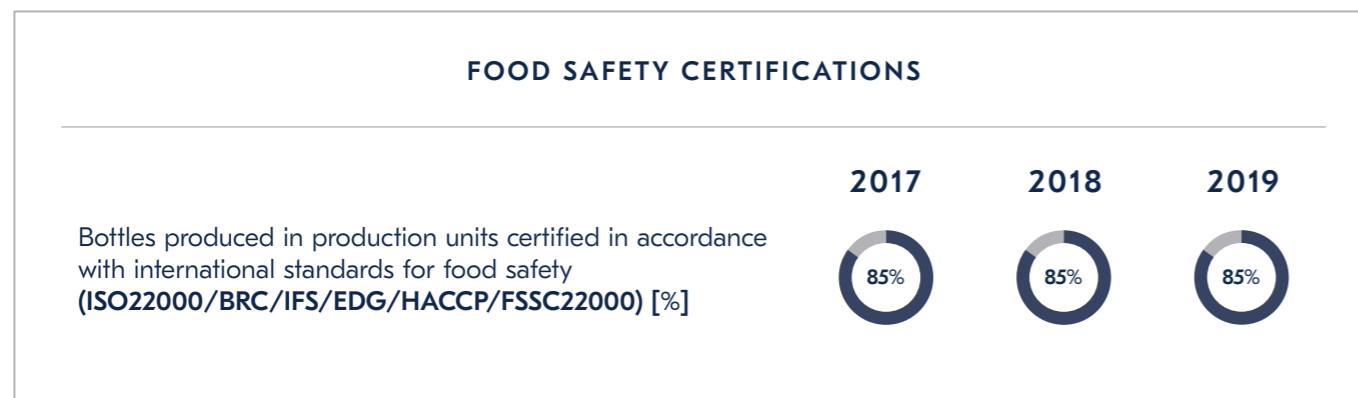 FOOD SAFETY CERTIFICATIONS
2017 2018 2019
Bottles produced in production units certified in accordance
with international standards for food safety
(ISO22000/BRC/IFS/EDG/HACCP/FSSC22000) [%]
85% 85% 85%